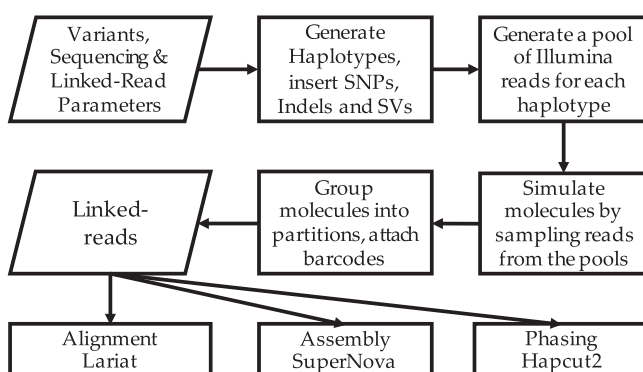 Variants,
Sequencing &
Linked-Read
Parameters
Generate
Haplotypes,
insert SNPs,
Indels and SVs
Generate a pool
of Illumina
reads for each
haplotype
Linked-
reads
Group
molecules into
partitions, attach
barcodes
Simulate
molecules by
sampling reads
from the pools
Alignment
Lariat
Assembly
SuperNova
Phasing
Hapcut2